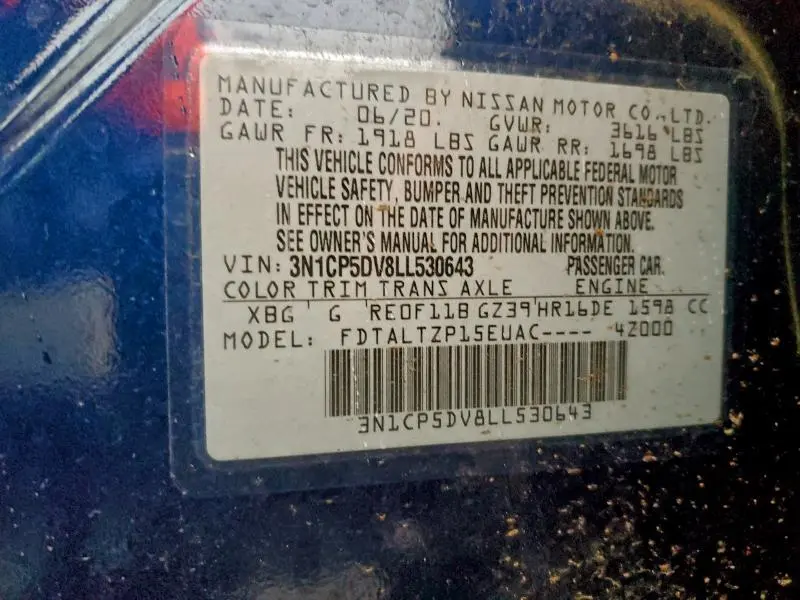 MANUFACTURED BY NISSAN MOTOR CO.,LTD.
DATE: 06/20. GVWR: 3616 LBS
GAWR FR: 1918 LBS GAWR RR: 1698 LBS
THIS VEHICLE CONFORMS TO ALL APPLICABLE FEDERAL MOTOR
VEHICLE SAFETY, BUMPER AND THEFT PREVENTION STANDARDS
IN EFFECT ON THE DATE OF MANUFACTURE SHOWN ABOVE.
SEE OWNER'S MANUAL FOR ADDITIONAL INFORMATION.
VIN: 3N1CP5DV8LL530643 PASSENGER CAR.
COLOR TRIM TRANS AXLE ENGINE
XBG G RE0F11B GZ39 HR16DE 1598 CC
MODEL: FDTALTZP15EUAC---- 4Z000
3N1CP5DV8LL530643